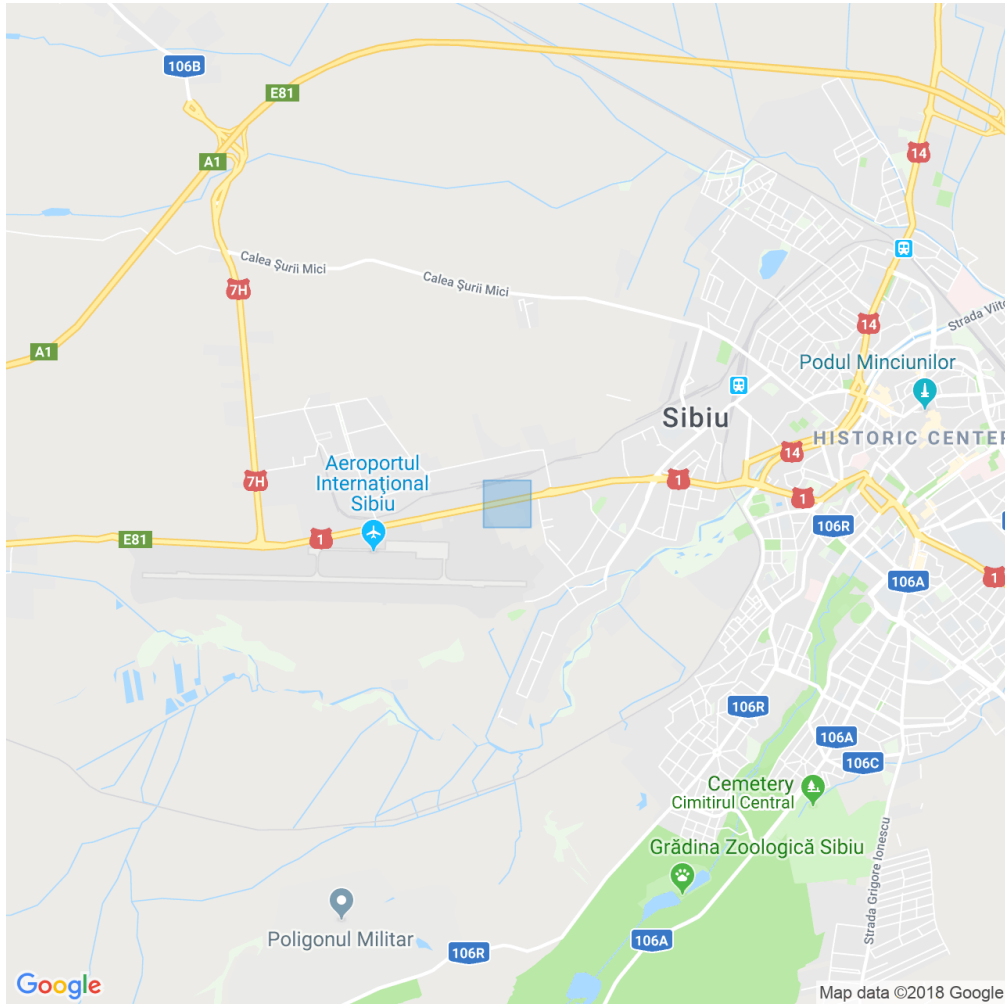 106B
E81
A1
14
Calea Şurii Mici
7H
Calea Şurii Mici
14
Strada Viito
A1
Podul Minciunilor
Sibiu
HISTORIC CENTER
14
Aeroportul
Internaţional
Sibiu
7H
1
1
106R
E81
1
106A
1
106R
106A
106C
Cemetery
Cimitirul Central
Grădina Zoologică Sibiu
Strada Grigore Ionescu
Poligonul Militar
106R
106A
Google
Map data ©2018 Google